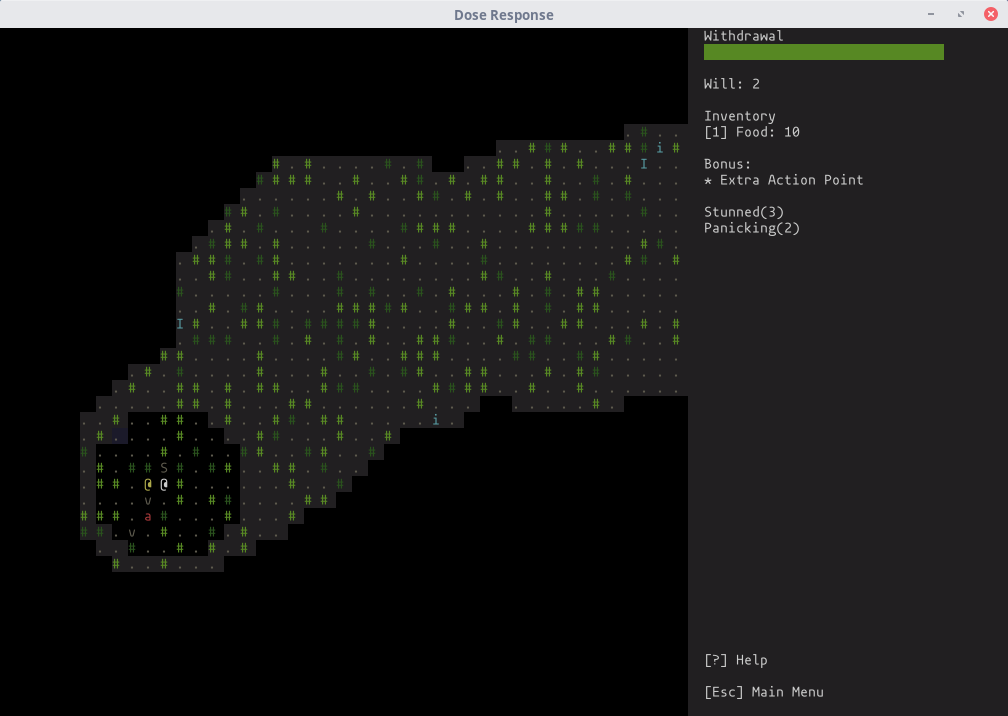 Dose Response
Withdrawal
Will: 2
Inventory
[1] Food: 10
Bonus:
* Extra Action Point
Stunned(3)
Panicking(2)
[?] Help
[Esc] Main Menu